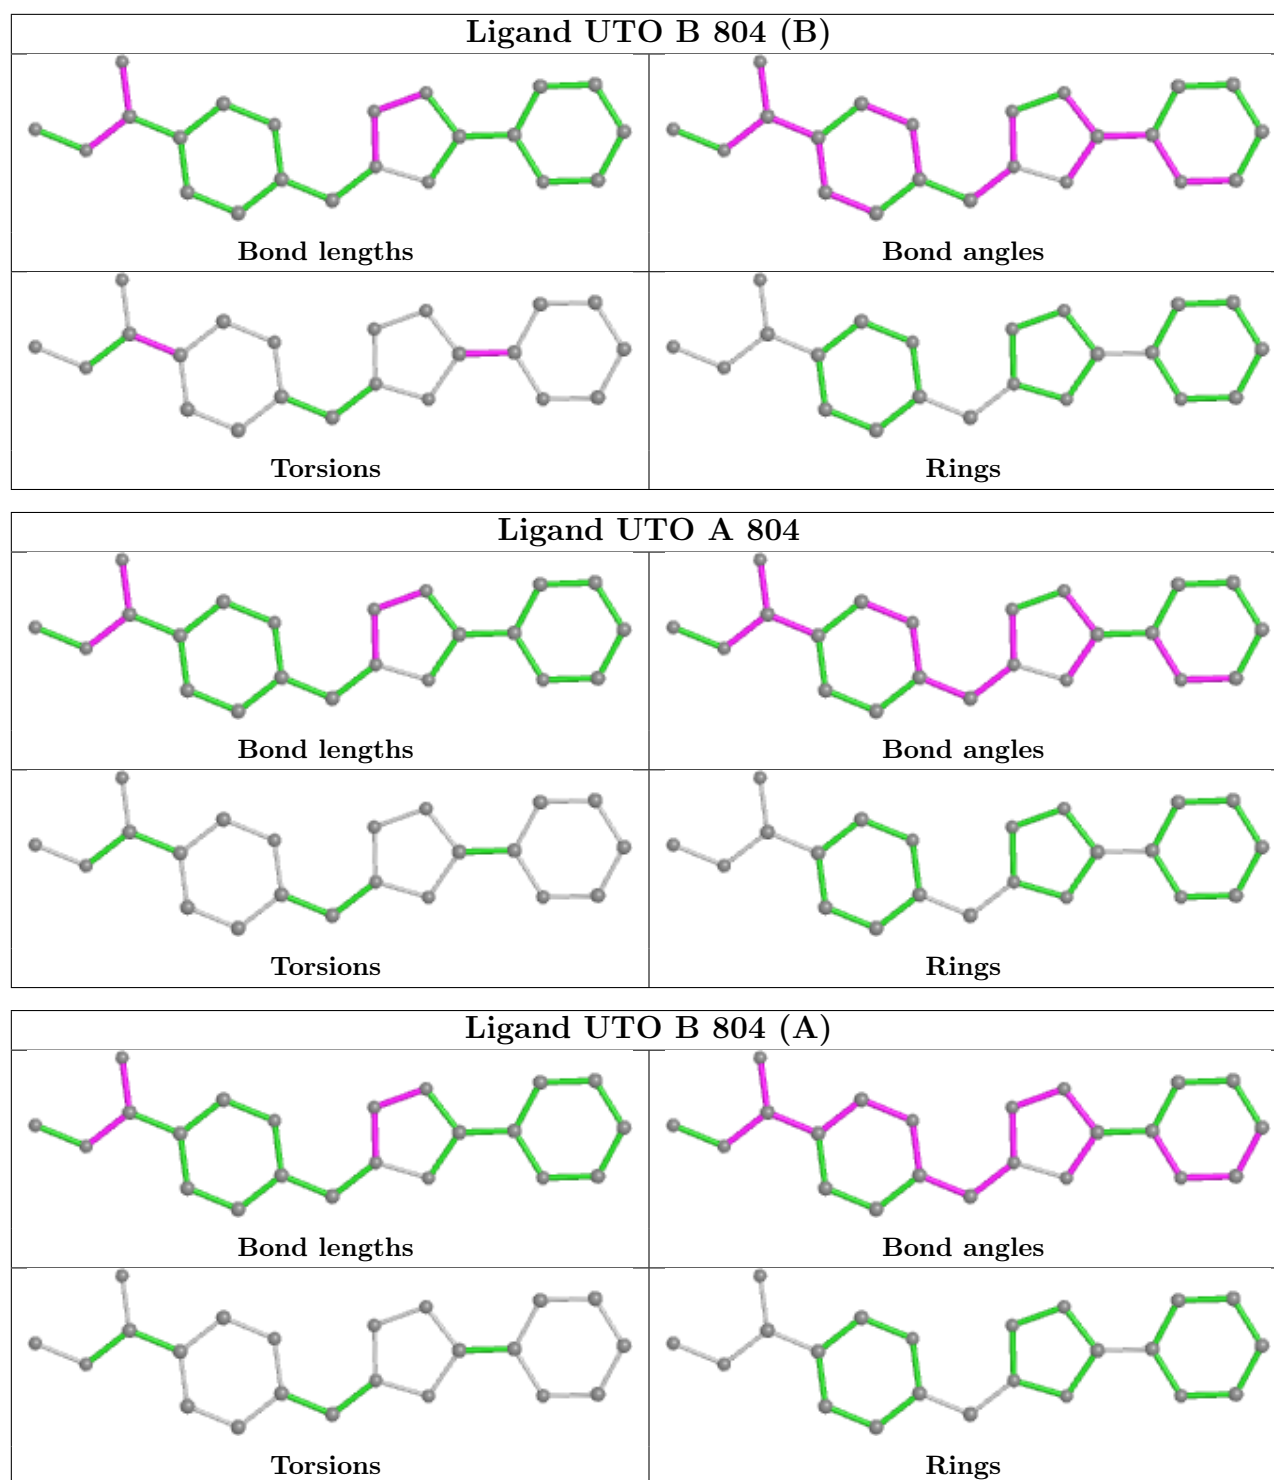 Ligand UTO B 804 (B)
Bond lengths
Bond angles
Torsions
Rings
Ligand UTO A 804
Bond lengths
Bond angles
Torsions
Rings
Ligand UTO B 804 (A)
Bond lengths
Bond angles
Torsions
Rings